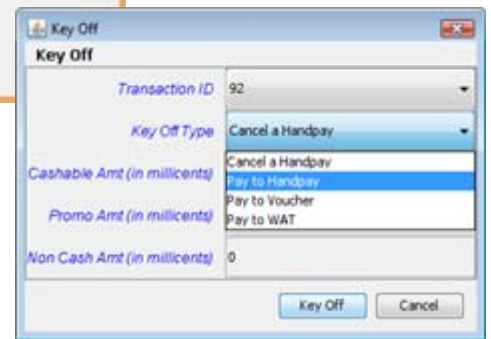 Key Off
Key Off
Transaction ID 92
Key Off Type Cancel a Handpay
Cancel a Handpay
Cashable Amt (in millicents) Pay to Handpay
Pay to Voucher
Promo Amt (in millicents) Pay to WAT
Non Cash Amt (in millicents) 0
Key Off Cancel